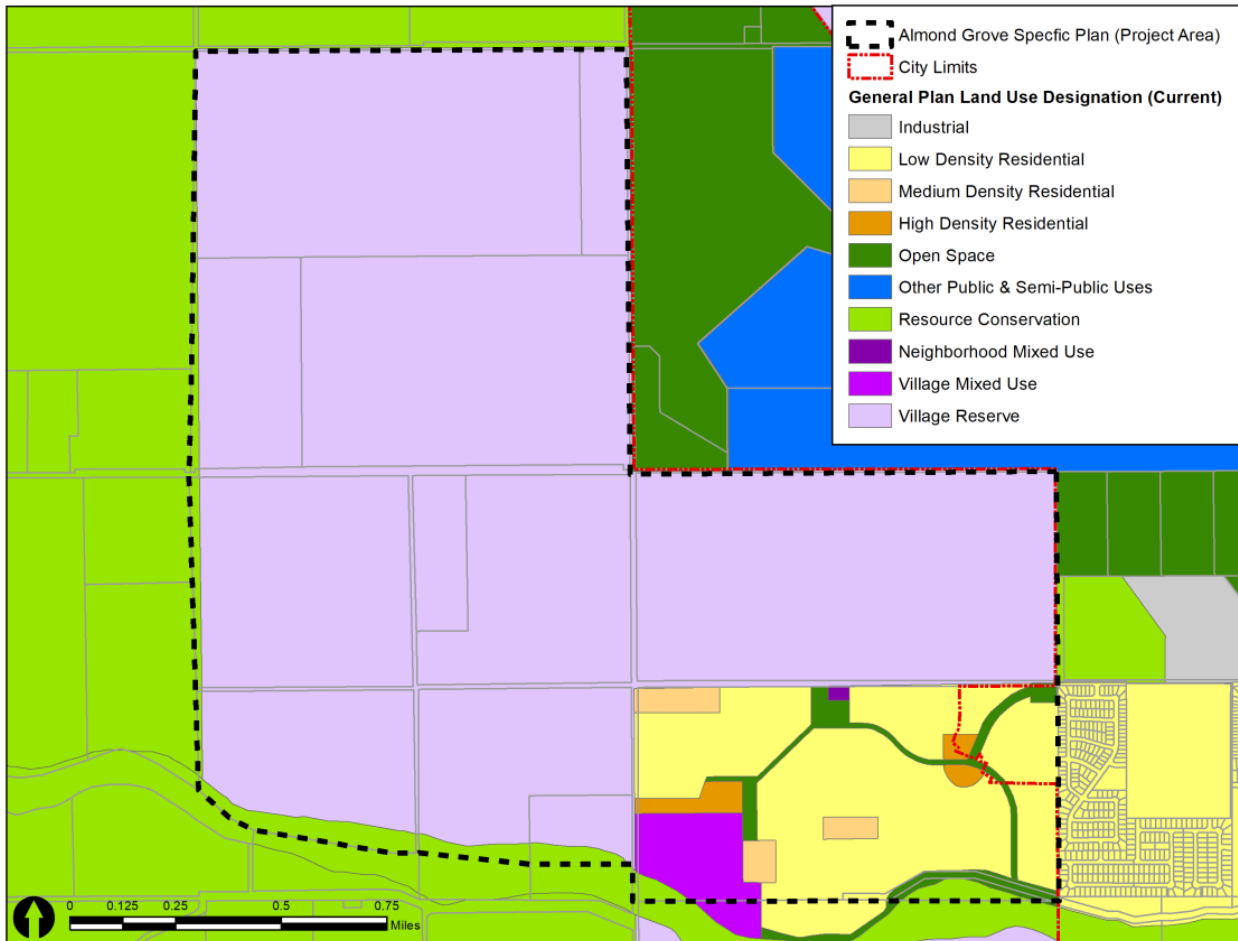 Almond Grove Specfic Plan (Project Area)
City Limits
General Plan Land Use Designation (Current)
Industrial
Low Density Residential
Medium Density Residential
High Density Residential
Open Space
Other Public & Semi-Public Uses
Resource Conservation
Neighborhood Mixed Use
Village Mixed Use
Village Reserve
0 0.125 0.25 0.5 0.75
Miles